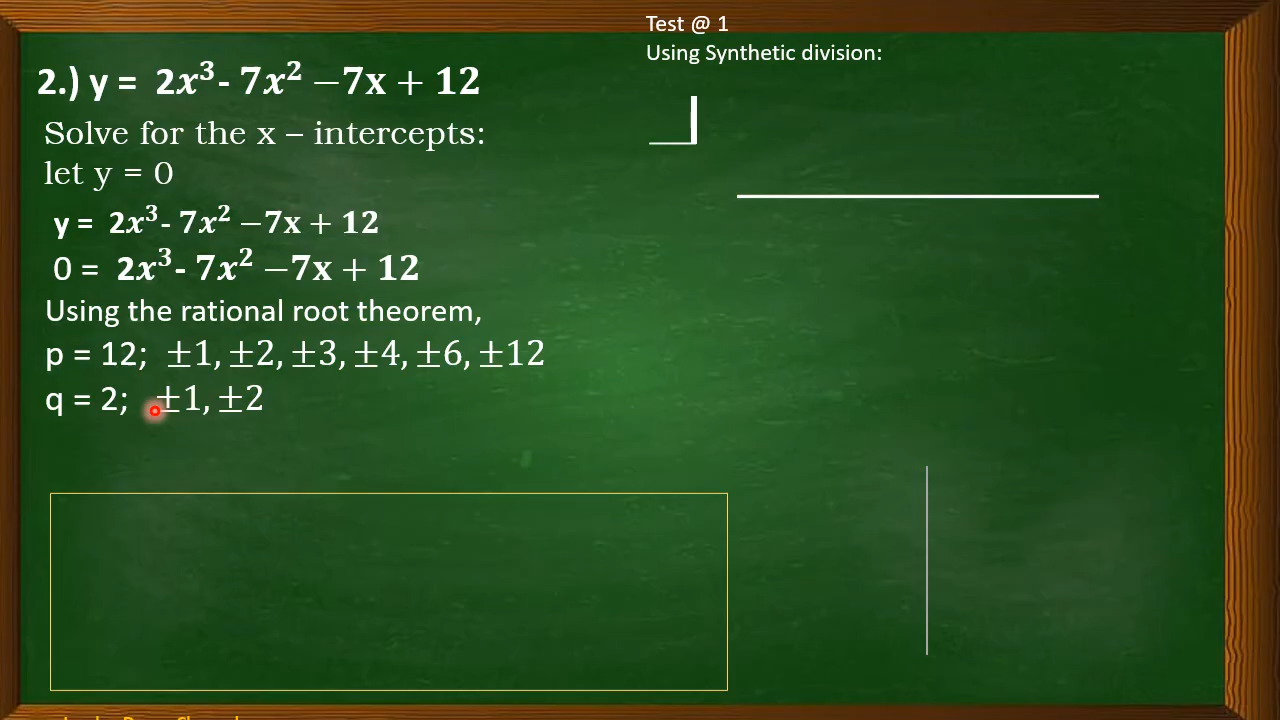 Test @ 1
Using Synthetic division:
2.) y = 2x³- 7x² −7x + 12
Solve for the x – intercepts:
let y = 0
y = 2x³- 7x² −7x + 12
0 = 2x³- 7x² −7x + 12
Using the rational root theorem,
p = 12; ±1, ±2, ±3, ±4, ±6, ±12
q = 2; ±1, ±2